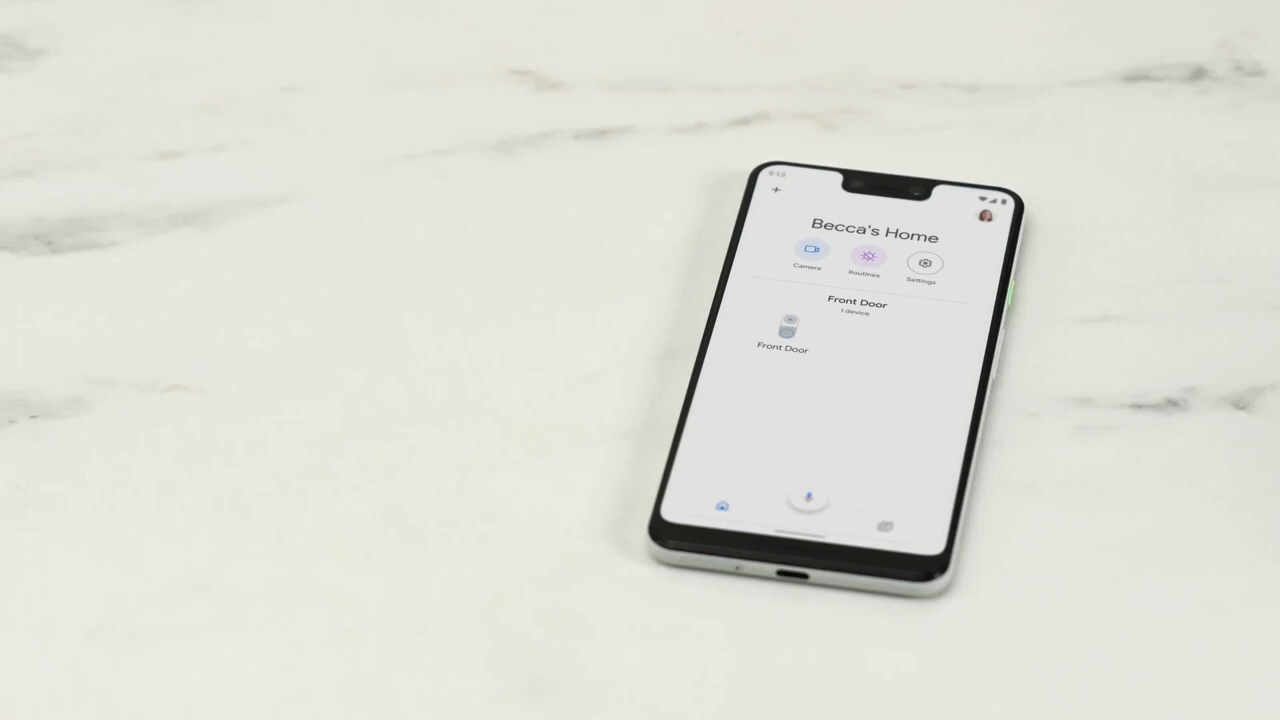 Becca's Home
Camera
Routines
Settings
Front Door
1 device
Front Door